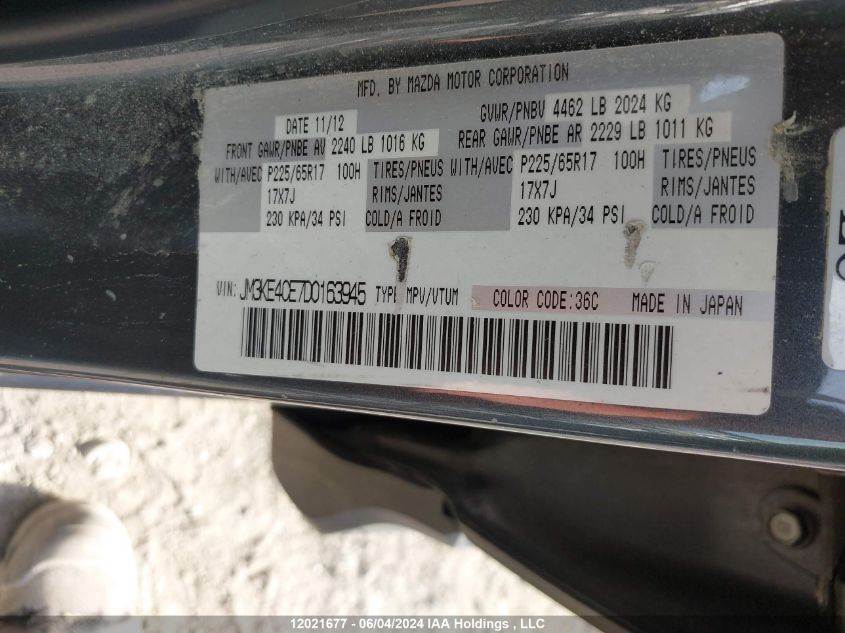 MFD. BY MAZDA MOTOR CORPORATION
DATE 11/12 GVWR/PNBV 4462 LB 2024 KG
FRONT GAWR/PNBE AV 2240 LB 1016 KG REAR GAWR/PNBE AR 2229 LB 1011 KG
WITH/AVEC P225/65R17 100H TIRES/PNEUS WITH/AVEC P225/65R17 100H TIRES/PNEUS
17X7J RIMS/JANTES 17X7J RIMS/JANTES
230 KPA/34 PSI COLD/A FROID 230 KPA/34 PSI COLD/A FROID
VIN: JM3KE4CE7D0163945 TYPE MPV/VTUM COLOR CODE:36C MADE IN JAPAN
12021677 - 06/04/2024 IAA Holdings , LLC